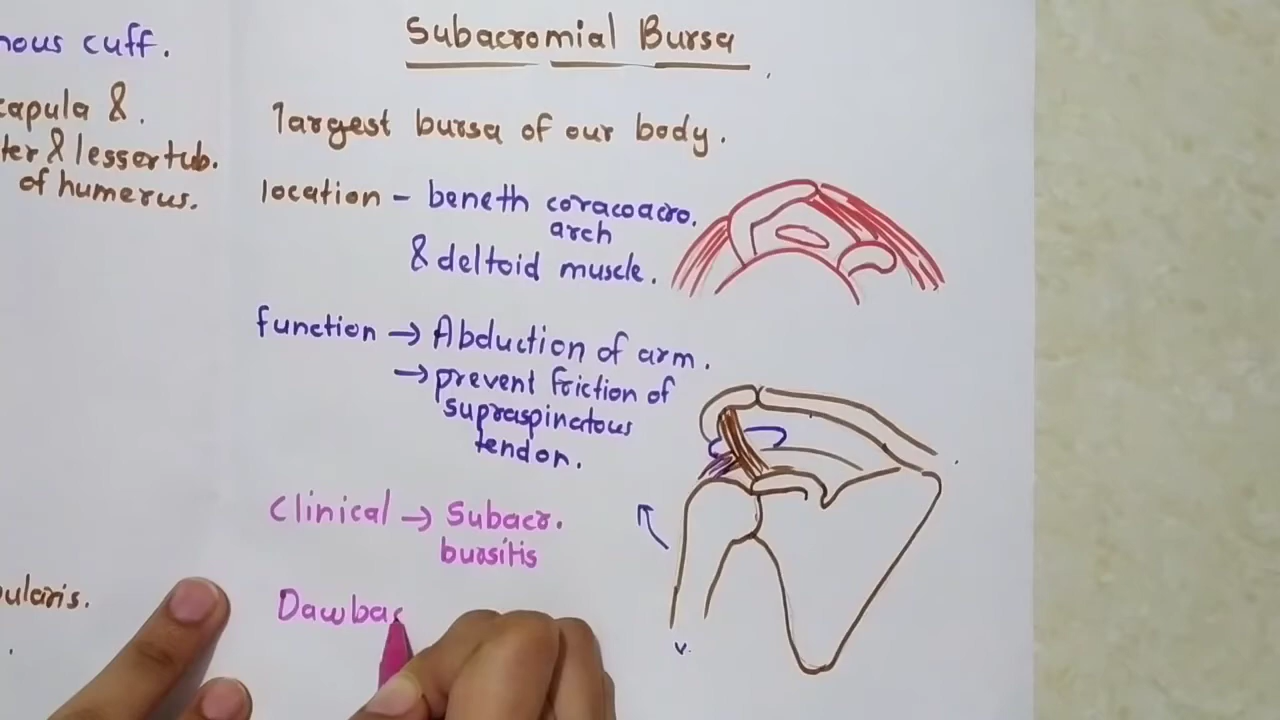 nous cuff.
capula &.
ter & lesser tub.
of humerus.
ularis.
Subacromial Bursa
largest bursa of our body.
location - beneth coracoacro.
arch
& deltoid muscle.
function → Abduction of arm.
→ prevent friction of
supraspinatous
tendon.
Clinical → Subacr.
bursitis
Dawbar
v.